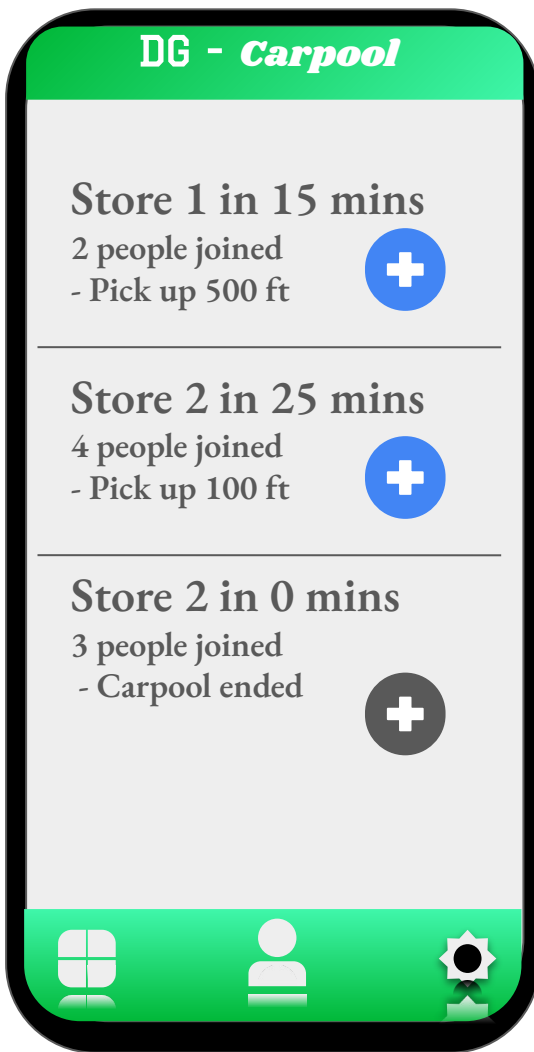 DG - Carpool
Store 1 in 15 mins
2 people joined
- Pick up 500 ft
Store 2 in 25 mins
4 people joined
- Pick up 100 ft
Store 2 in 0 mins
3 people joined
- Carpool ended